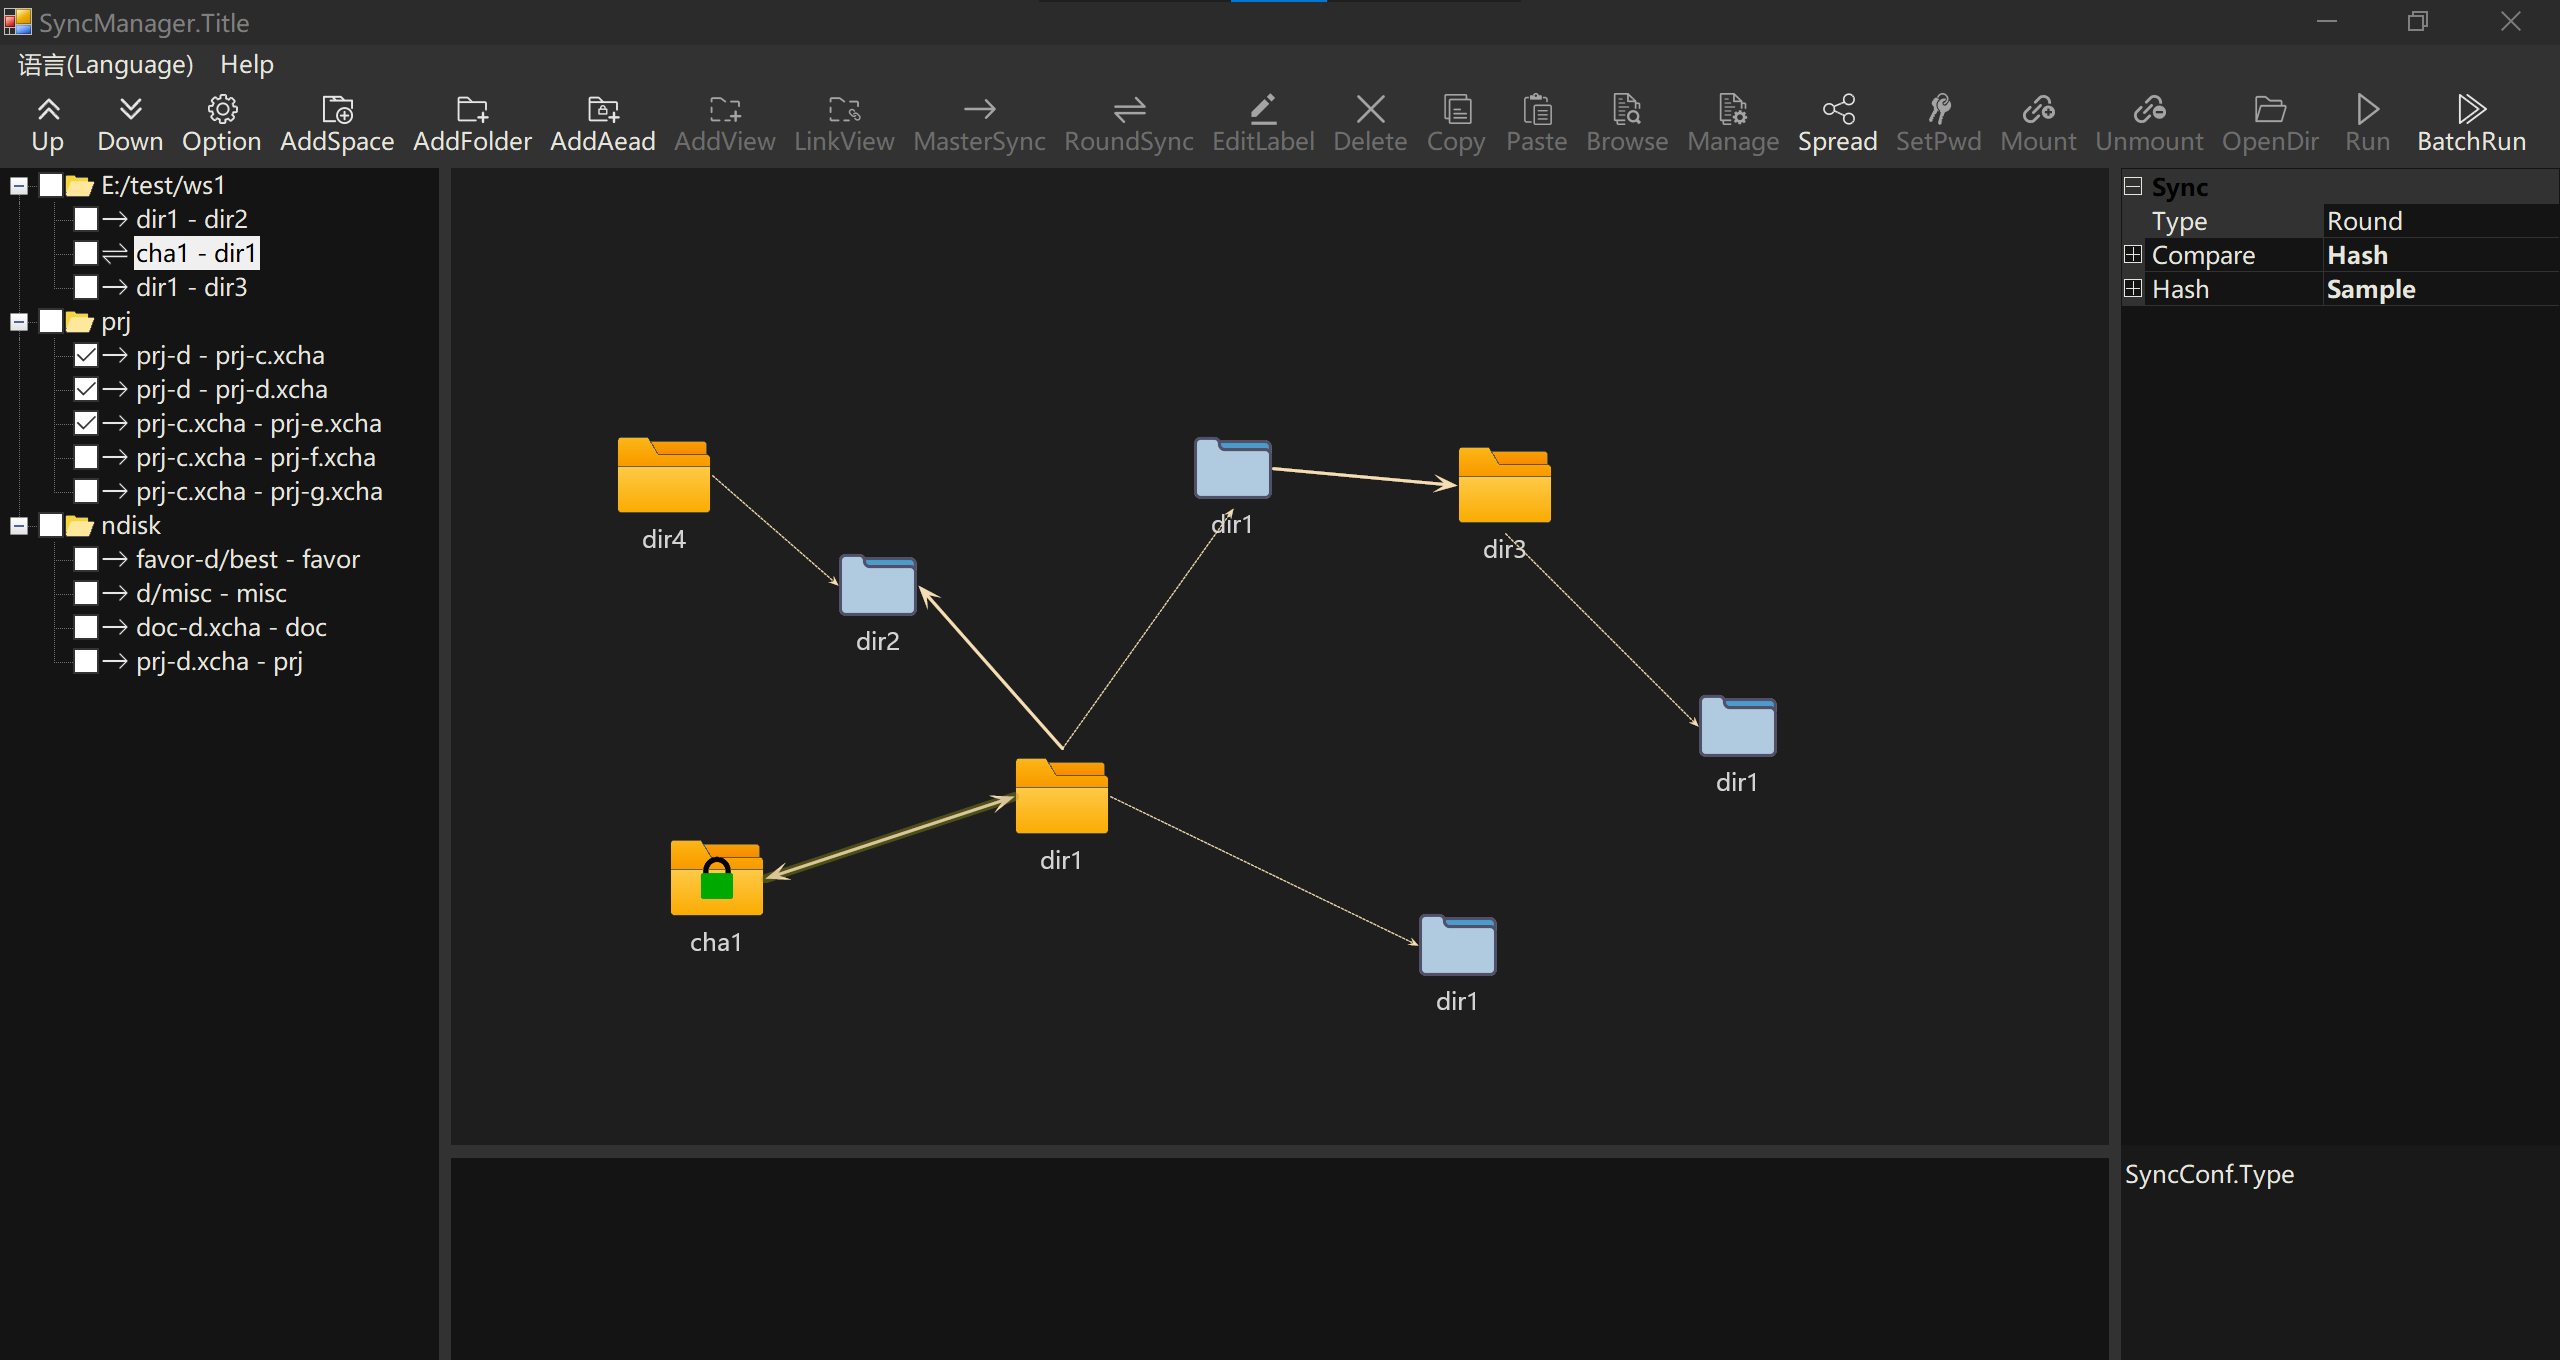 SyncManager.Title
语言(Language) Help
Up Down Option AddSpace AddFolder AddAead AddView LinkView MasterSync RoundSync EditLabel Delete Copy Paste Browse Manage Spread SetPwd Mount Unmount OpenDir Run BatchRun
E:/test/ws1
dir1 - dir2
cha1 - dir1
dir1 - dir3
prj
prj-d - prj-c.xcha
prj-d - prj-d.xcha
prj-c.xcha - prj-e.xcha
prj-c.xcha - prj-f.xcha
prj-c.xcha - prj-g.xcha
ndisk
favor-d/best - favor
d/misc - misc
doc-d.xcha - doc
prj-d.xcha - prj
dir4
dir1
dir3
dir2
dir1
dir1
cha1
dir1
Sync
Type Round
Compare Hash
Hash Sample
SyncConf.Type